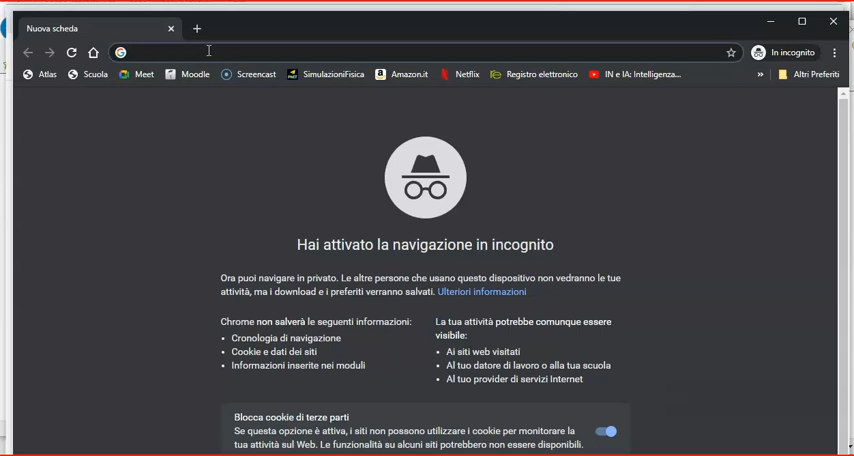 Nuova scheda
In incognito
Atlas Scuola Meet Moodle Screencast SimulazioniFisica Amazon.it Netflix Registro elettronico IN e IA: Intelligenza... » Altri Preferiti
Hai attivato la navigazione in incognito
Ora puoi navigare in privato. Le altre persone che usano questo dispositivo non vedranno le tue
attività, ma i download e i preferiti verranno salvati. Ulteriori informazioni
Chrome non salverà le seguenti informazioni:
• Cronologia di navigazione
• Cookie e dati dei siti
• Informazioni inserite nei moduli
La tua attività potrebbe comunque essere
visibile:
• Ai siti web visitati
• Al tuo datore di lavoro o alla tua scuola
• Al tuo provider di servizi Internet
Blocca cookie di terze parti
Se questa opzione è attiva, i siti non possono utilizzare i cookie per monitorare la
tua attività sul Web. Le funzionalità su alcuni siti potrebbero non essere disponibili.